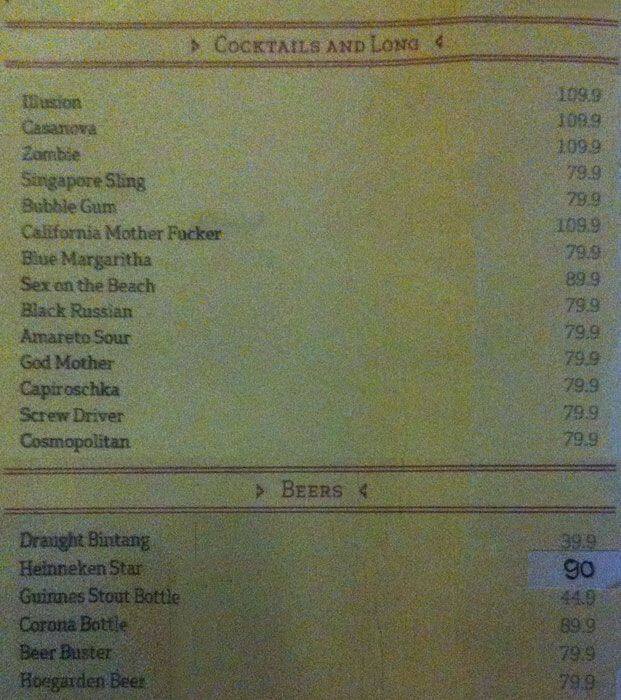 COCKTAILS AND LONG
Illusion 109.9
Casanova 109.9
Zombie 109.9
Singapore Sling 79.9
Bubble Gum 79.9
California Mother Fucker 109.9
Blue Margaritha 79.9
Sex on the Beach 89.9
Black Russian 79.9
Amareto Sour 79.9
God Mother 79.9
Capiroschka 79.9
Screw Driver 79.9
Cosmopolitan 79.9
BEERS
Draught Bintang 39.9
Heinneken Star 90
Guinnes Stout Bottle 44.9
Corona Bottle 89.9
Beer Buster 79.9
Hoegarden Beer 79.9